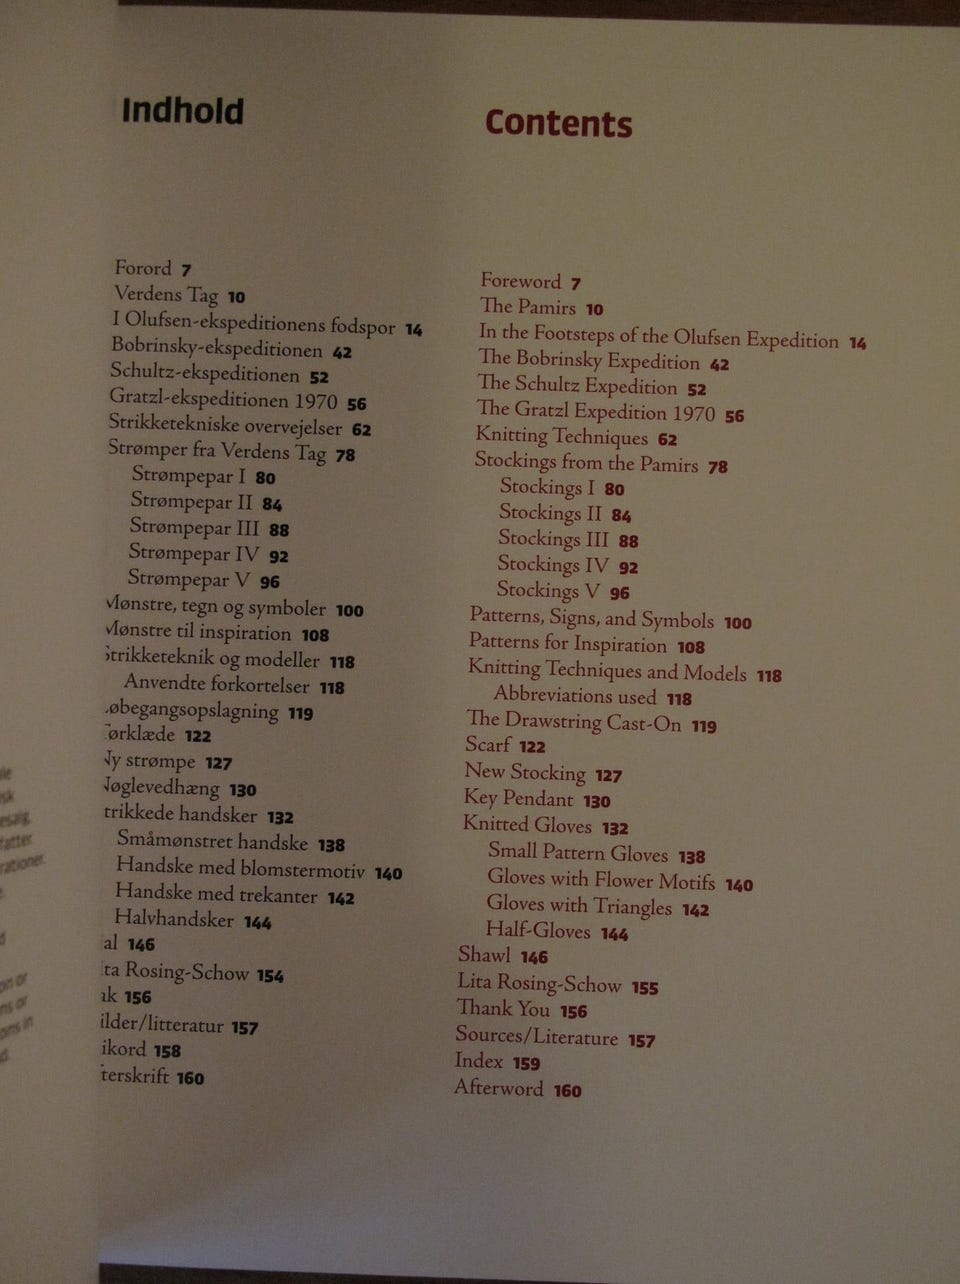 Indhold
Forord 7
Verdens Tag 10
I Olufsen-ekspeditionens fodspor 14
Bobrinsky-ekspeditionen 42
Schultz-ekspeditionen 52
Gratzl-ekspeditionen 1970 56
Strikketekniske overvejelser 62
Strømper fra Verdens Tag 78
Strømpepar I 80
Strømpepar II 84
Strømpepar III 88
Strømpepar IV 92
Strømpepar V 96
Mønstre, tegn og symboler 100
Mønstre til inspiration 108
Strikketeknik og modeller 118
Anvendte forkortelser 118
øbegangsopslagning 119
ørklæde 122
Ny strømpe 127
Nøglevedhæng 130
trikkede handsker 132
Småmønstret handske 138
Handske med blomstermotiv 140
Handske med trekanter 142
Halvhandsker 144
al 146
ta Rosing-Schow 154
ak 156
ilder/litteratur 157
ikord 158
terskrift 160
Contents
Foreword 7
The Pamirs 10
In the Footsteps of the Olufsen Expedition 14
The Bobrinsky Expedition 42
The Schultz Expedition 52
The Gratzl Expedition 1970 56
Knitting Techniques 62
Stockings from the Pamirs 78
Stockings I 80
Stockings II 84
Stockings III 88
Stockings IV 92
Stockings V 96
Patterns, Signs, and Symbols 100
Patterns for Inspiration 108
Knitting Techniques and Models 118
Abbreviations used 118
The Drawstring Cast-On 119
Scarf 122
New Stocking 127
Key Pendant 130
Knitted Gloves 132
Small Pattern Gloves 138
Gloves with Flower Motifs 140
Gloves with Triangles 142
Half-Gloves 144
Shawl 146
Lita Rosing-Schow 155
Thank You 156
Sources/Literature 157
Index 159
Afterword 160